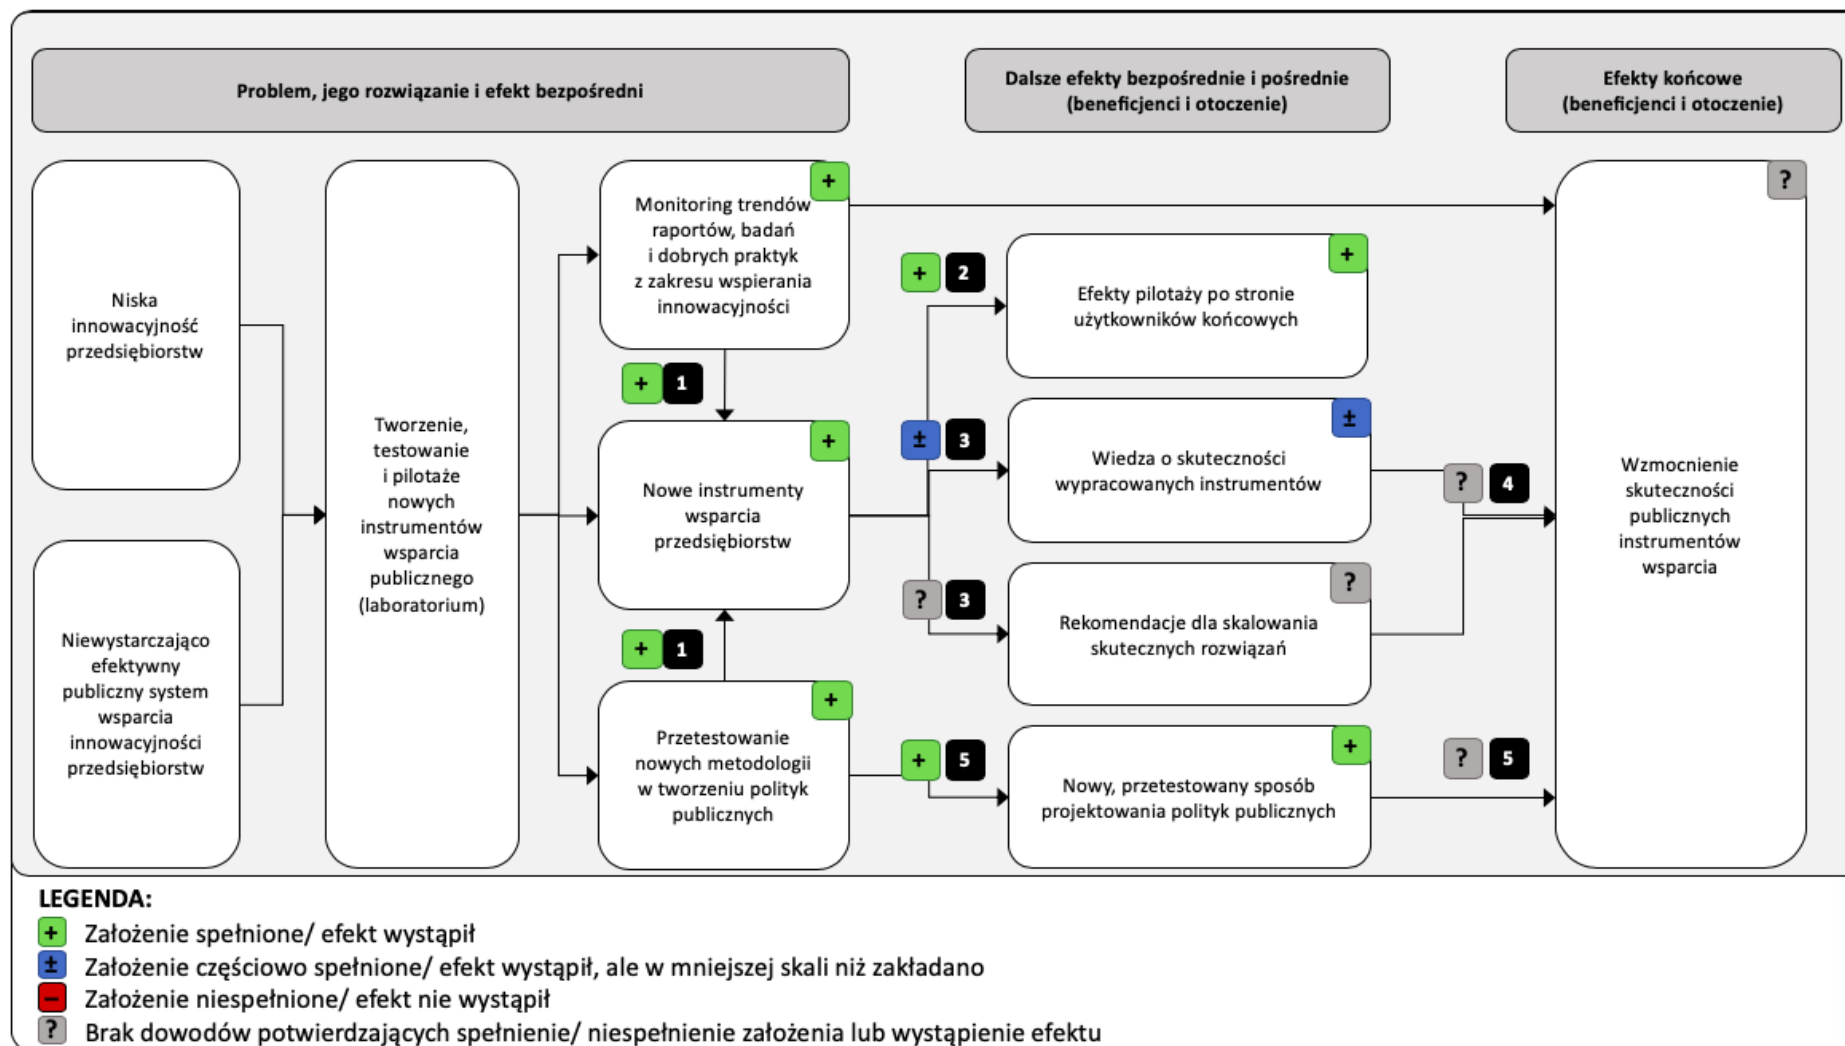 Problem, jego rozwiązanie i efekt bezpośredni
Dalsze efekty bezpośrednie i pośrednie
(beneficjenci i otoczenie)
Efekty końcowe
(beneficjenci i otoczenie)
Niska
innowacyjność
przedsiębiorstw
Niewystarczająco
efektywny
publiczny system
wsparcia
innowacyjności
przedsiębiorstw
Tworzenie,
testowanie
i pilotaże
nowych
instrumentów
wsparcia
publicznego
(laboratorium)
+
Monitoring trendów
raportów, badań
i dobrych praktyk
z zakresu wspierania
innowacyjności
+ 1
+
Nowe instrumenty
wsparcia
przedsiębiorstw
+ 1
+
Przetestowanie
nowych metodologii
w tworzeniu polityk
publicznych
+ 2
+
Efekty pilotaży po stronie
użytkowników końcowych
± 3
±
Wiedza o skuteczności
wypracowanych instrumentów
? 3
?
Rekomendacje dla skalowania
skutecznych rozwiązań
+ 5
+
Nowy, przetestowany sposób
projektowania polityk publicznych
? 4
? 5
?
Wzmocnienie
skuteczności
publicznych
instrumentów
wsparcia
LEGENDA:
+ Założenie spełnione/ efekt wystąpił
± Założenie częściowo spełnione/ efekt wystąpił, ale w mniejszej skali niż zakładano
− Założenie niespełnione/ efekt nie wystąpił
? Brak dowodów potwierdzających spełnienie/ niespełnienie założenia lub wystąpienie efektu